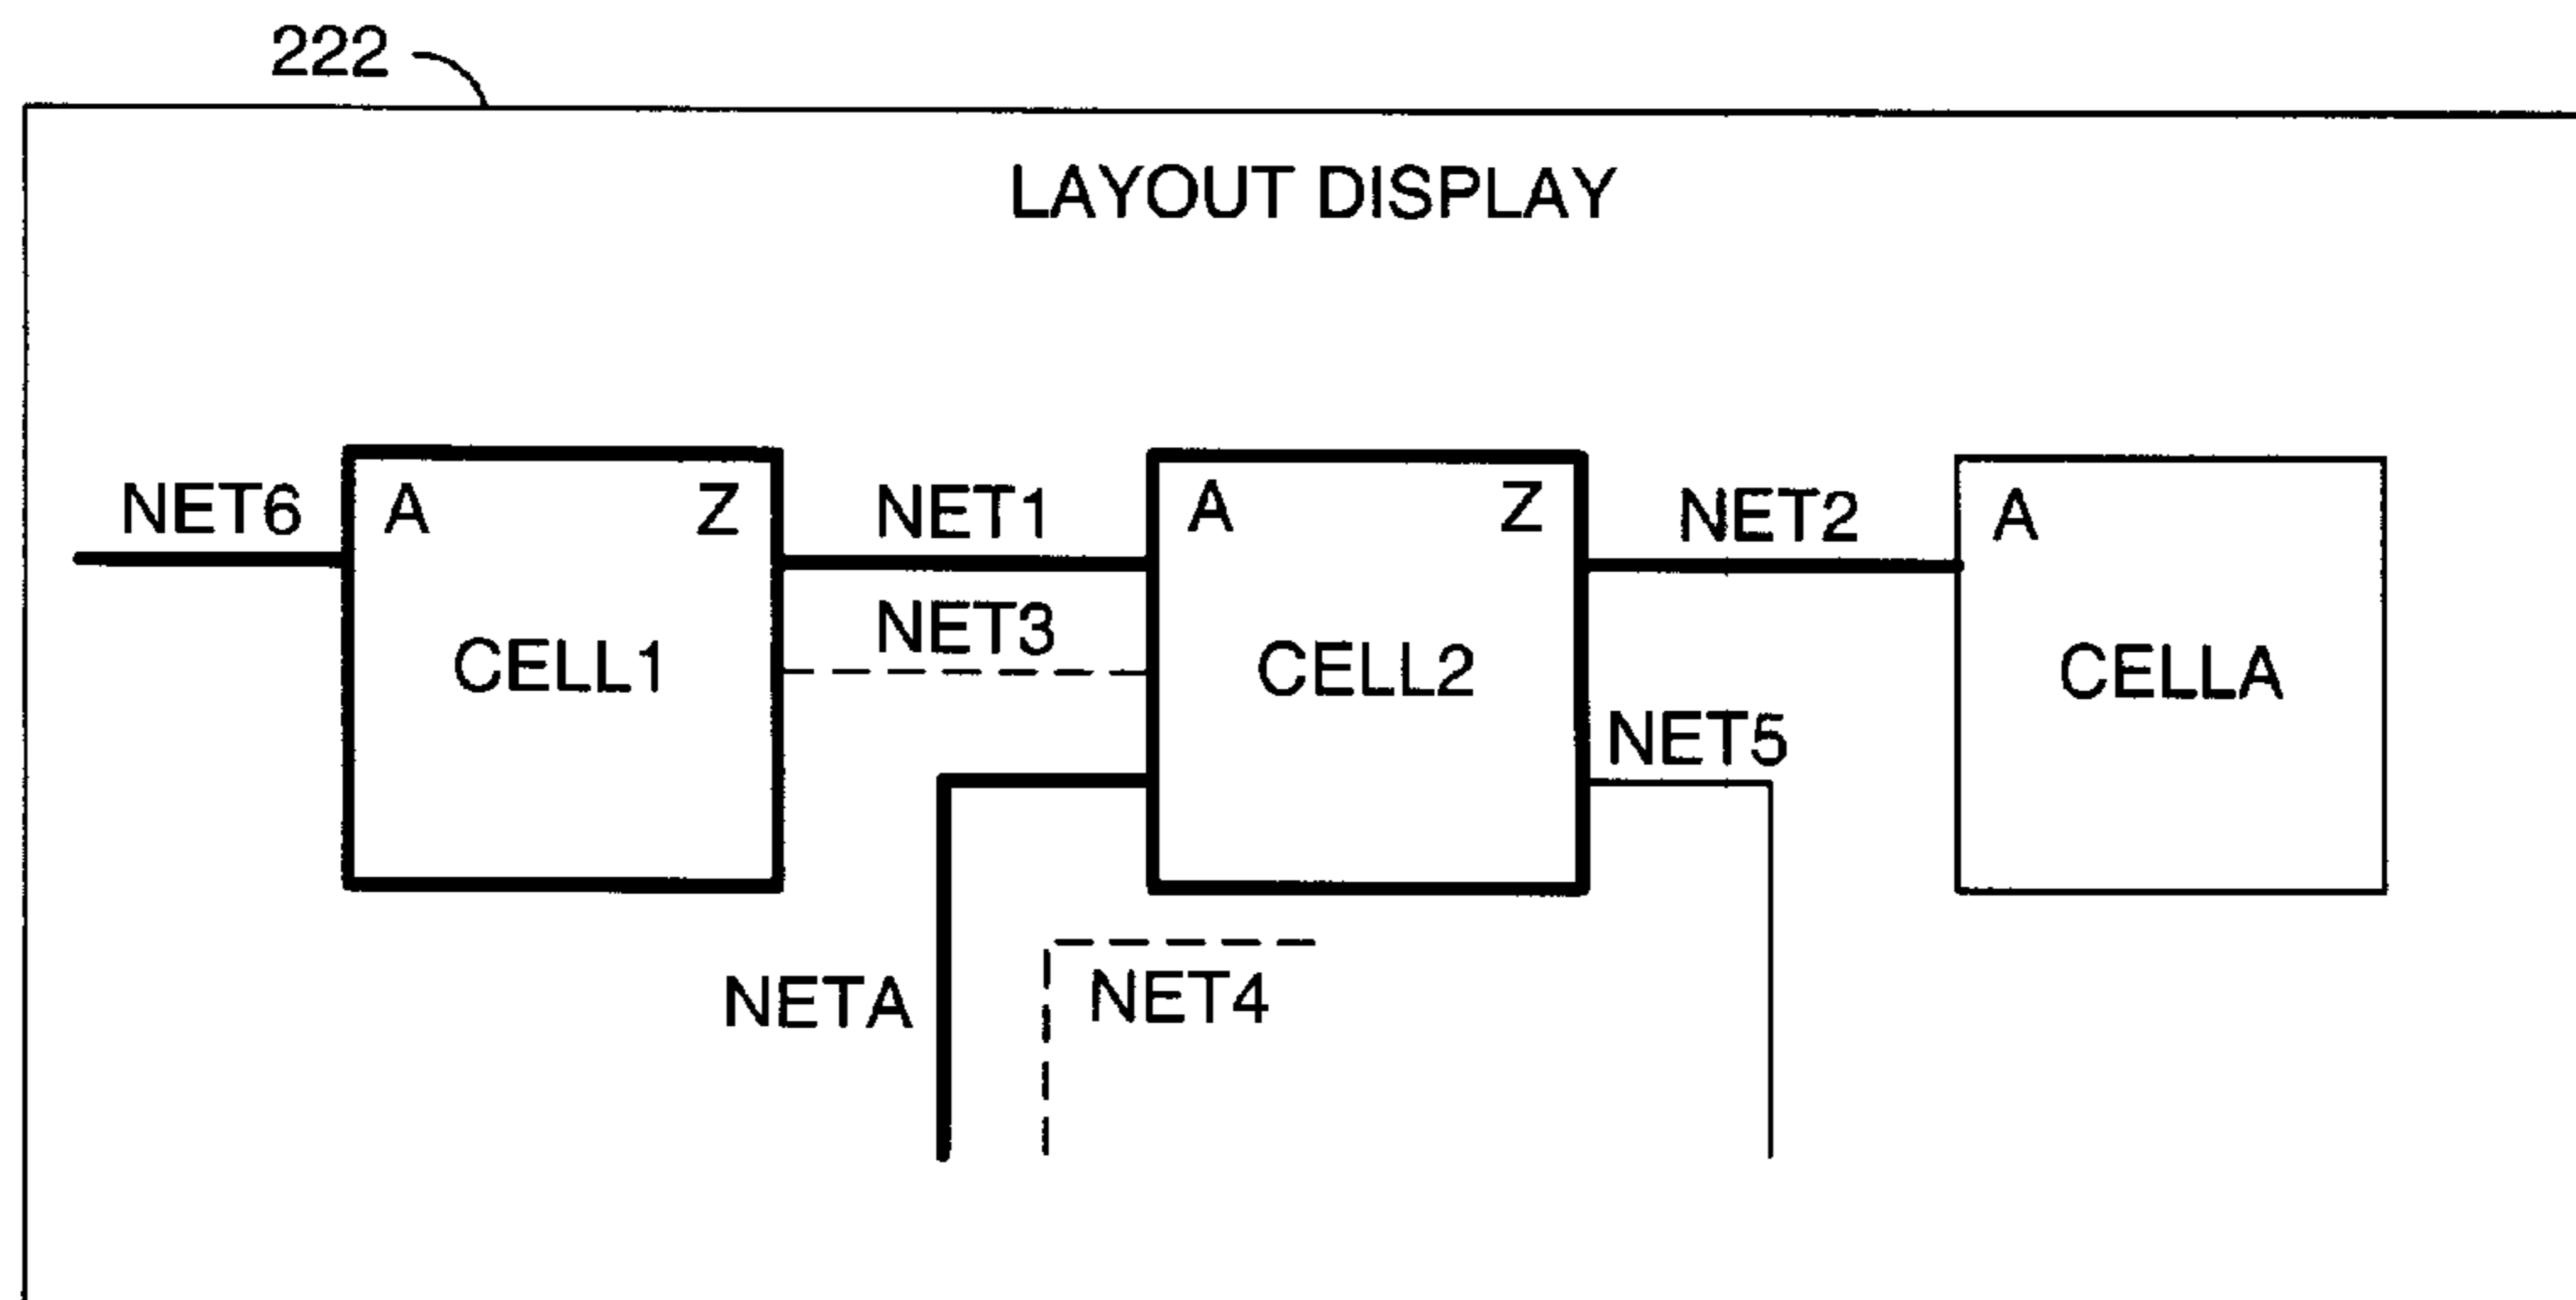 222
LAYOUT DISPLAY
NET6
A
Z
NET1
A
Z
NET2
A
NET3
CELL1
CELL2
CELLA
NET5
NETA
NET4